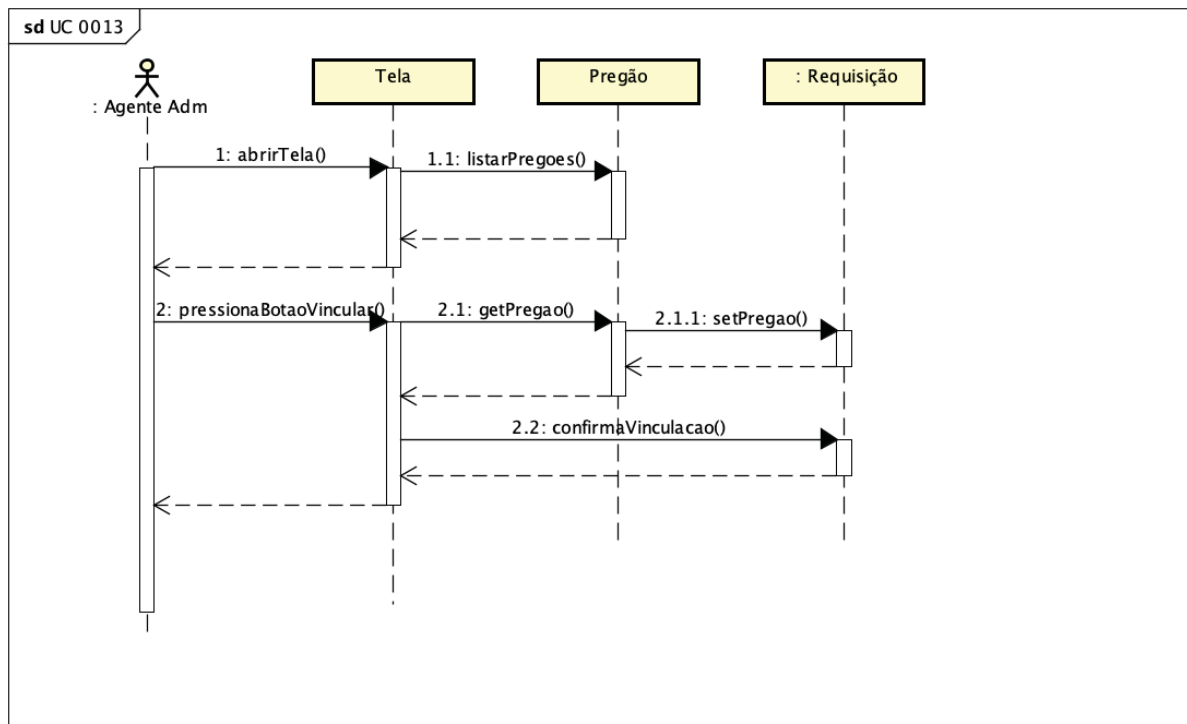 sd UC 0013
Tela
Pregão
: Requisição
: Agente Adm
1: abrirTela()
1.1: listarPregoes()
2: pressionaBotaoVincular()
2.1: getPregao()
2.1.1: setPregao()
2.2: confirmaVinculacao()